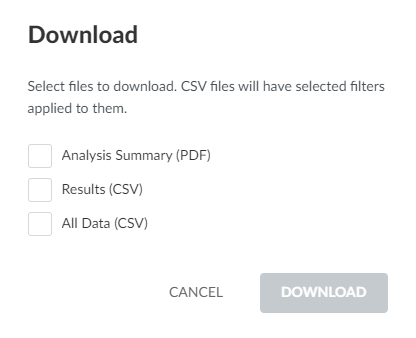 Download
Select files to download. CSV files will have selected filters
applied to them.
Analysis Summary (PDF)
Results (CSV)
All Data (CSV)
CANCEL DOWNLOAD